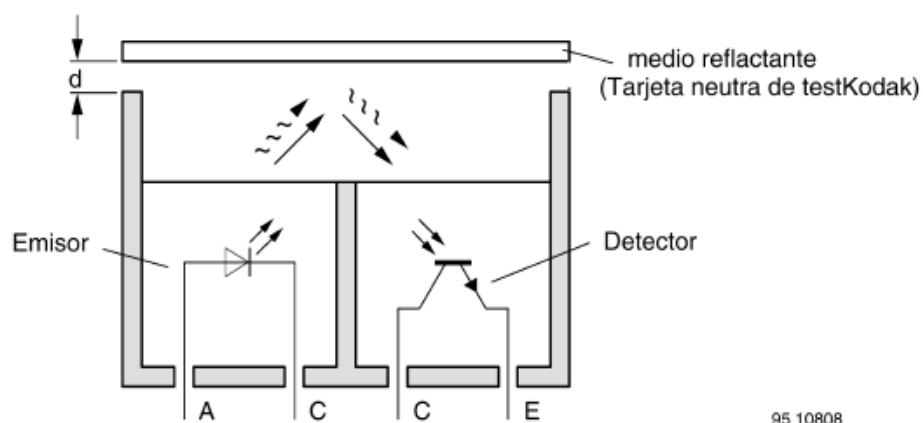 medio reflactante
(Tarjeta neutra de testKodak)
d
Emisor
Detector
A
C
C
E
95 10808